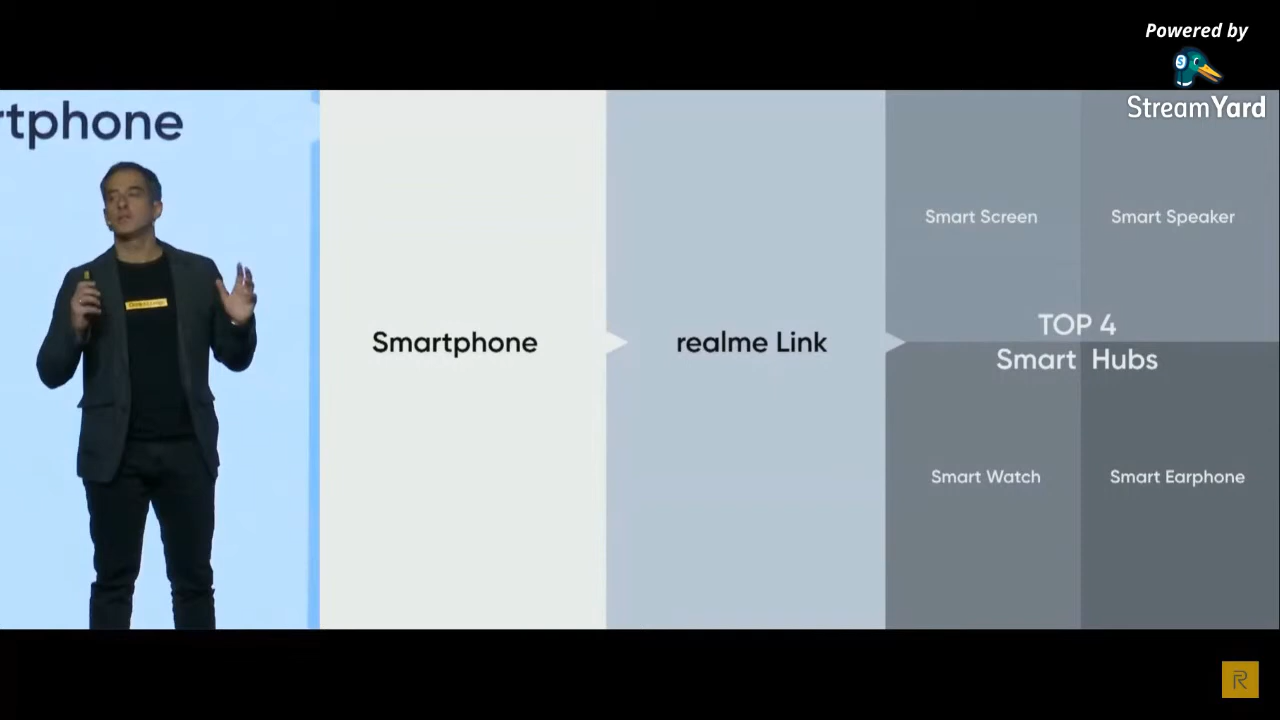 Powered by
StreamYard
rtphone
Smartphone
realme Link
Smart Screen
Smart Speaker
TOP 4
Smart Hubs
Smart Watch
Smart Earphone
R